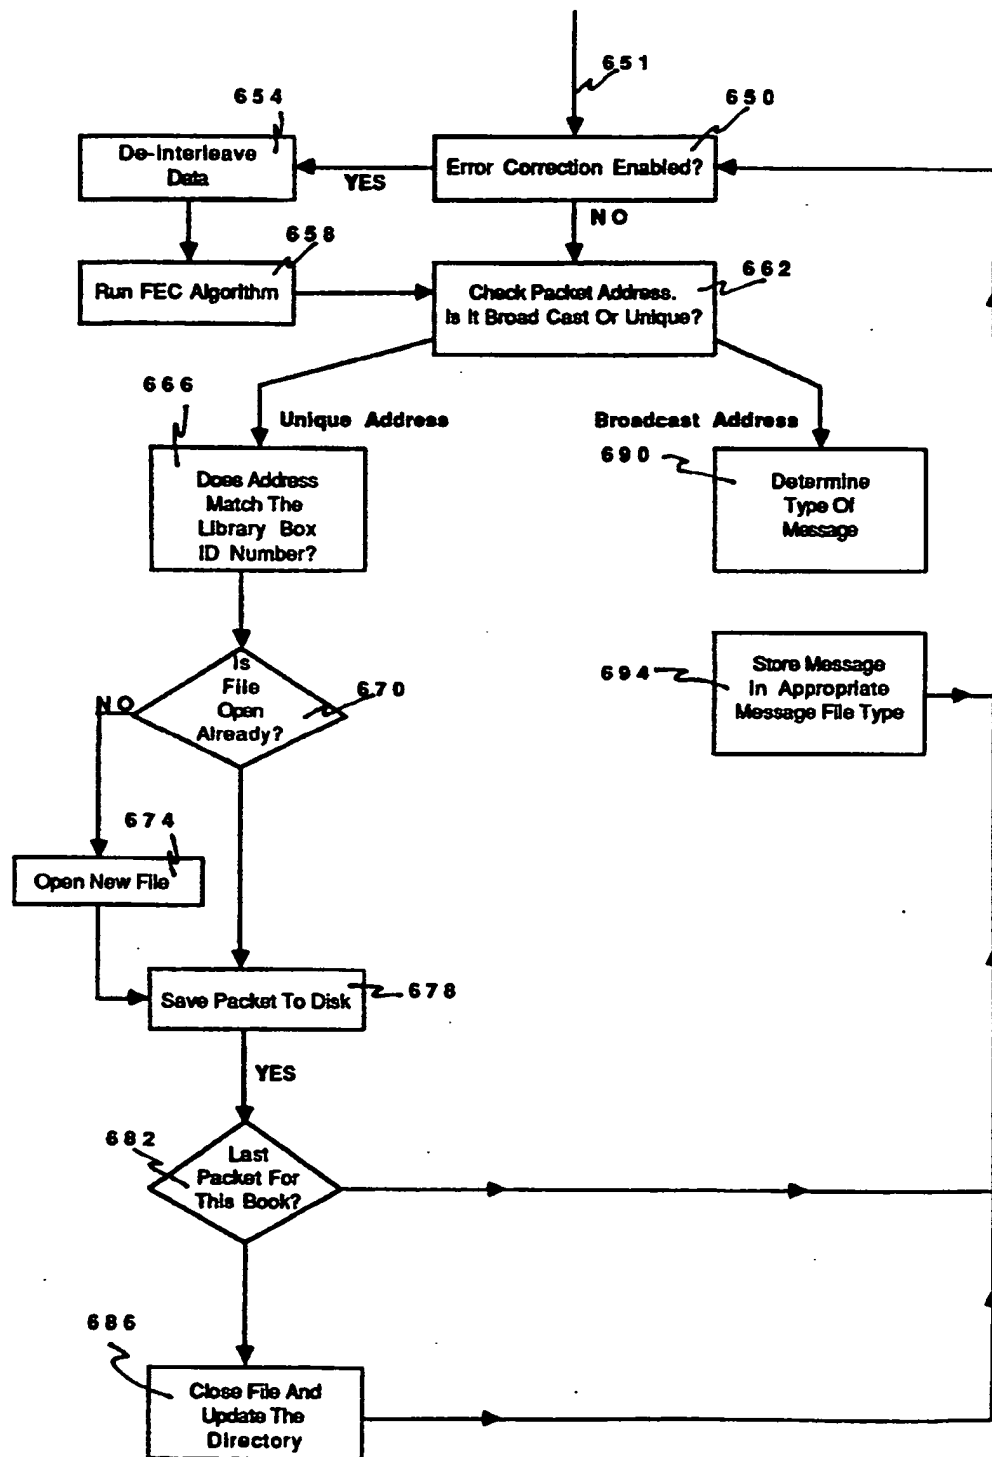 651
654
650
De-Interleave
Data
Error Correction Enabled?
YES
NO
658
662
Run FEC Algorithm
Check Packet Address.
Is It Broad Cast Or Unique?
666
Unique Address
Broadcast Address
690
Does Address
Match The
Library Box
ID Number?
Determine
Type Of
Message
Is
File
Open
Already?
670
NO
694
Store Message
In Appropriate
Message File Type
674
Open New File
Save Packet To Disk
678
YES
682
Last
Packet For
This Book?
686
Close File And
Update The
Directory